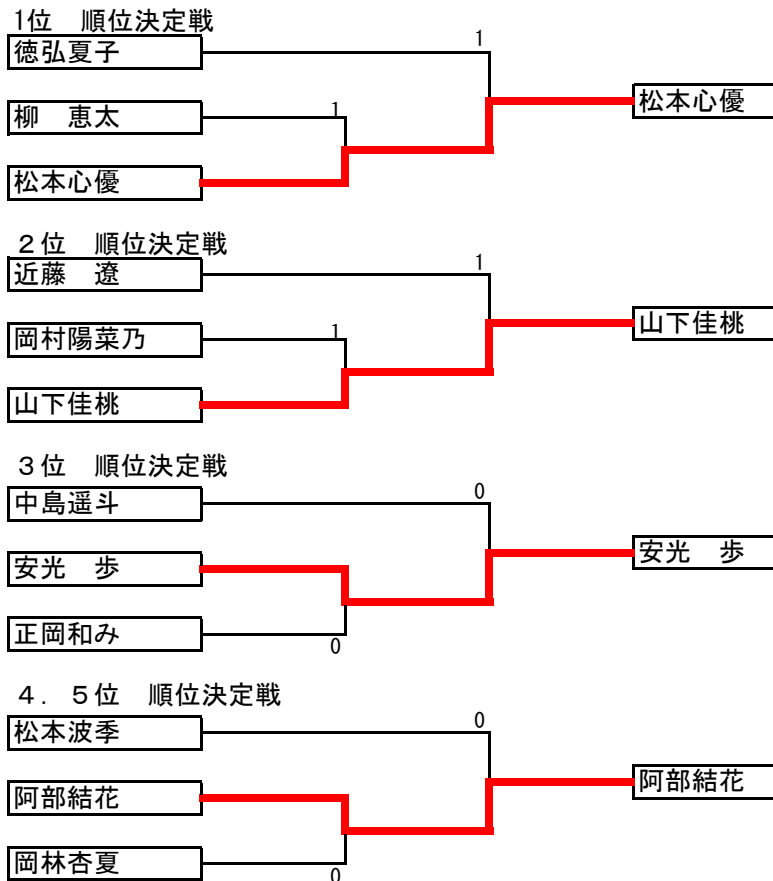 1位　順位決定戦
徳弘夏子
1
柳　恵太
1
松本心優
松本心優
２位　順位決定戦
近藤　遼
1
岡村陽菜乃
1
山下佳桃
山下佳桃
３位　順位決定戦
中島遥斗
0
安光　歩
安光　歩
正岡和み
0
４．５位　順位決定戦
松本波季
0
阿部結花
阿部結花
岡林杏夏
0